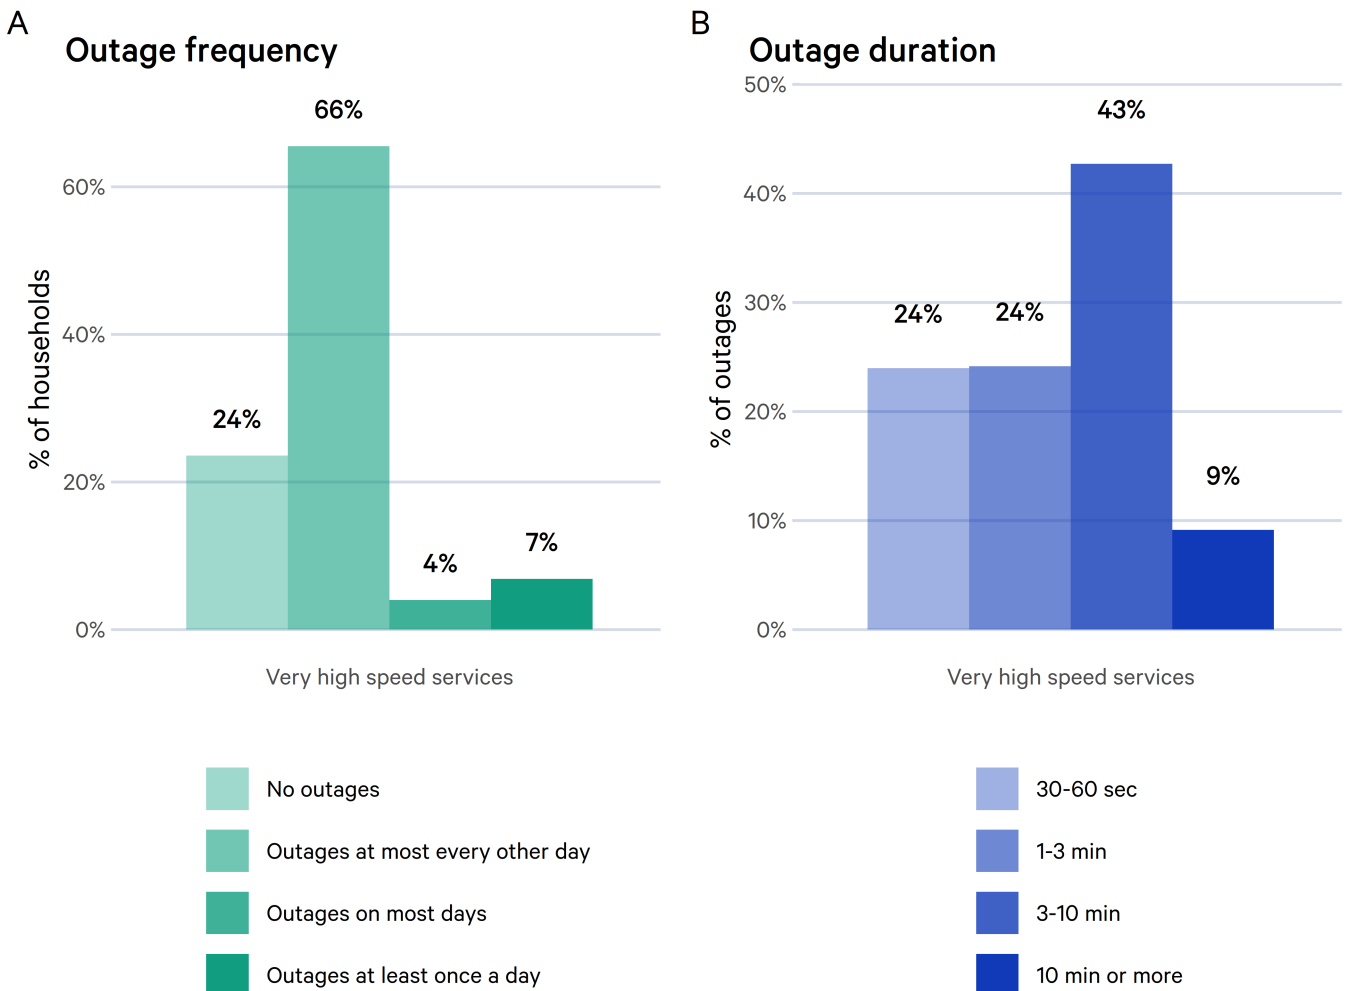 A
Outage frequency
66%
60%
40%
24%
20%
7%
4%
0%
% of households
Very high speed services
No outages
Outages at most every other day
Outages on most days
Outages at least once a day
B
Outage duration
50%
43%
40%
30%
24%
24%
20%
9%
10%
0%
% of outages
Very high speed services
30-60 sec
1-3 min
3-10 min
10 min or more